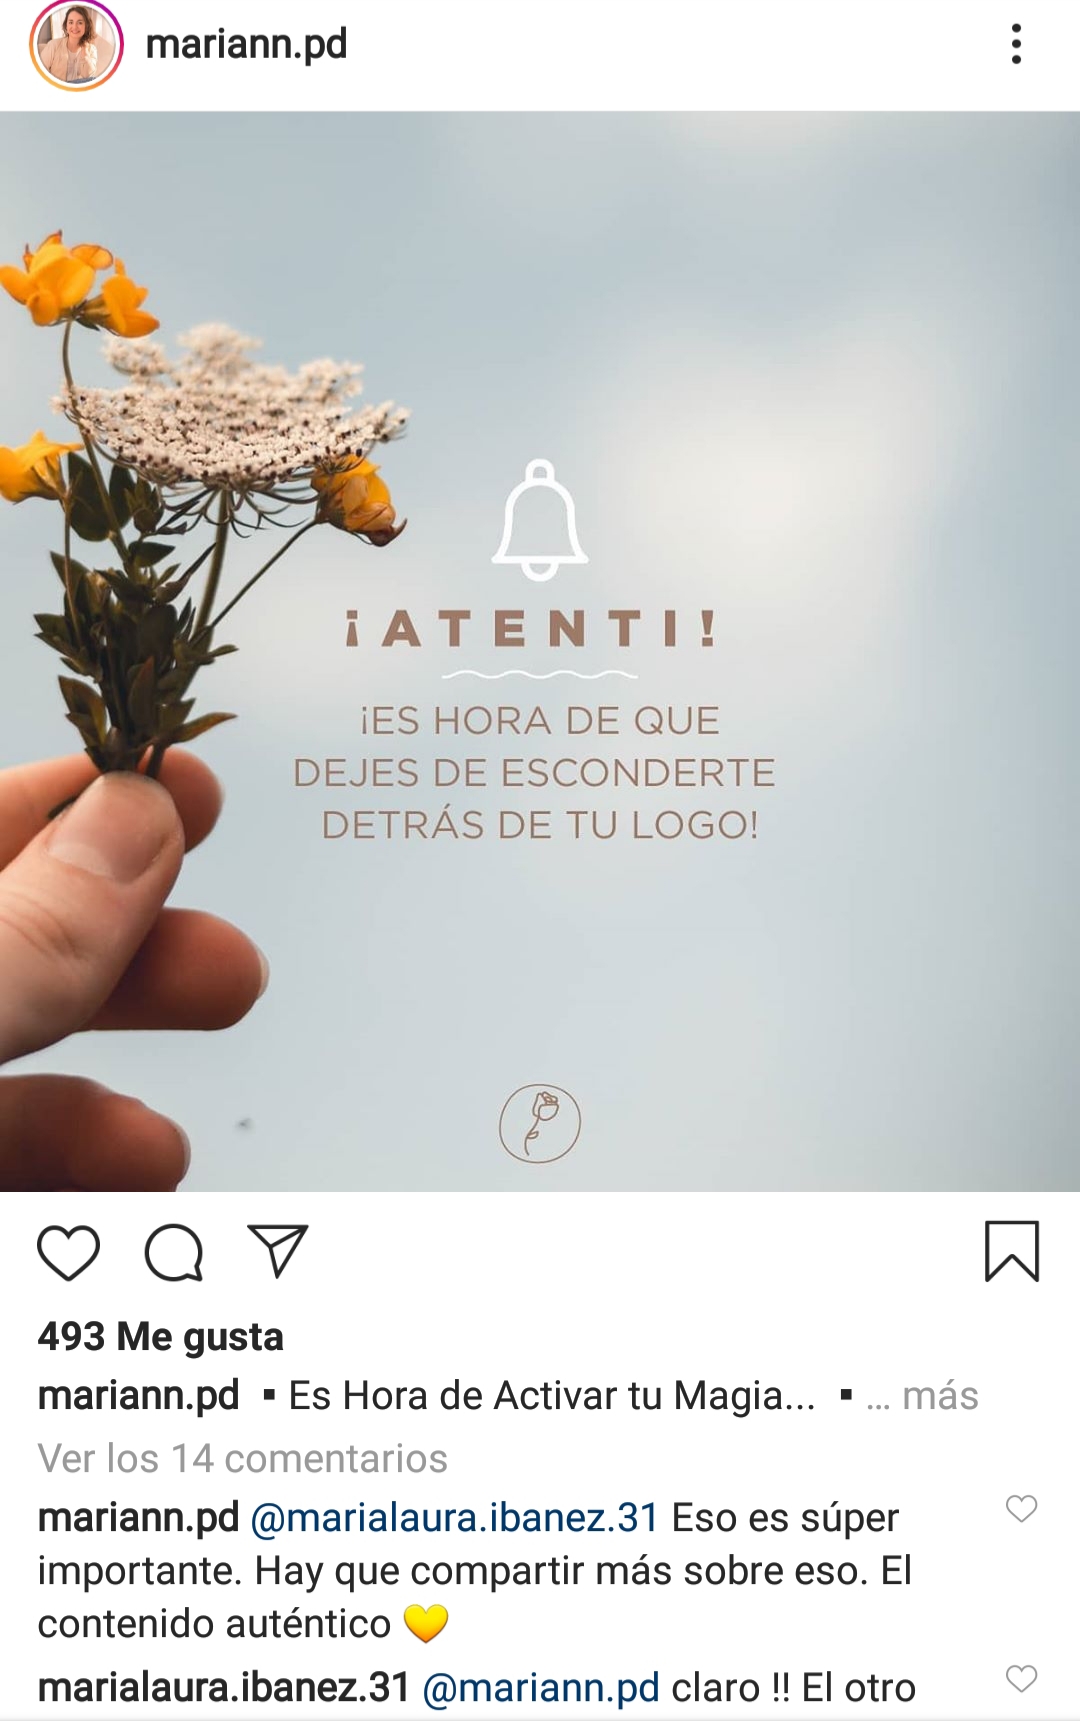 mariann.pd
¡ATENTI!
¡ES HORA DE QUE
DEJES DE ESCONDERTE
DETRÁS DE TU LOGO!
493 Me gusta
mariann.pd ▪ Es Hora de Activar tu Magia... ▪ ... más
Ver los 14 comentarios
mariann.pd @marialaura.ibanez.31 Eso es súper
importante. Hay que compartir más sobre eso. El
contenido auténtico 💛
marialaura.ibanez.31 @mariann.pd claro !! El otro